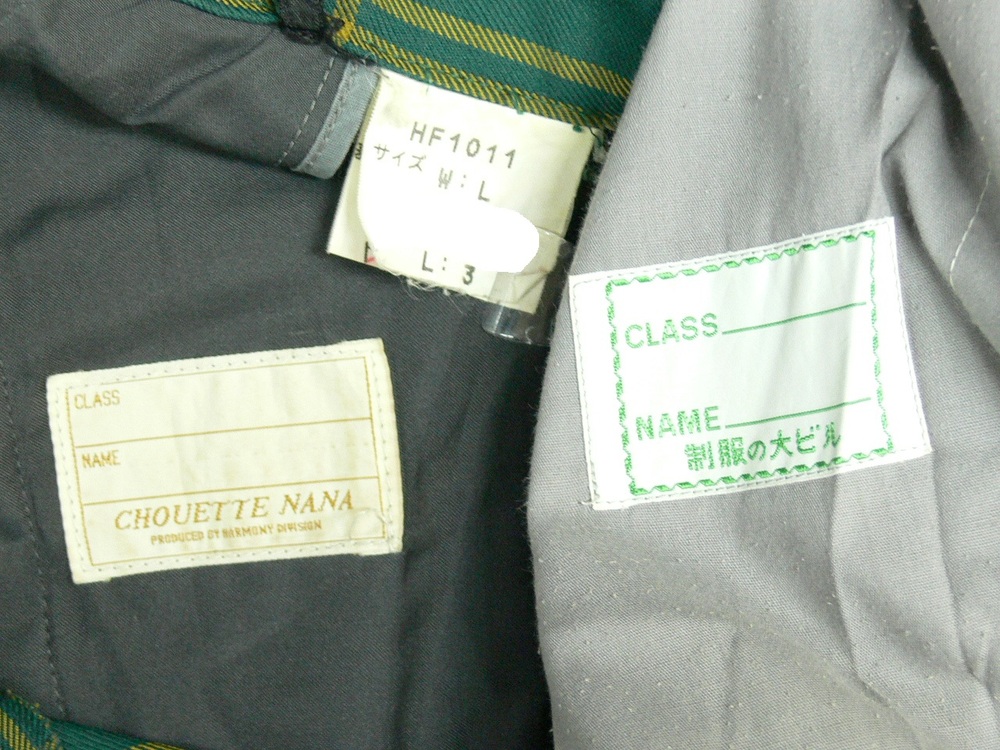 HF1011
サイズ W: L
L: 3
CLASS
NAME
CHOUETTE NANA
PRODUCED BY HARMONY DIVISION
CLASS
NAME
制服の大ビル